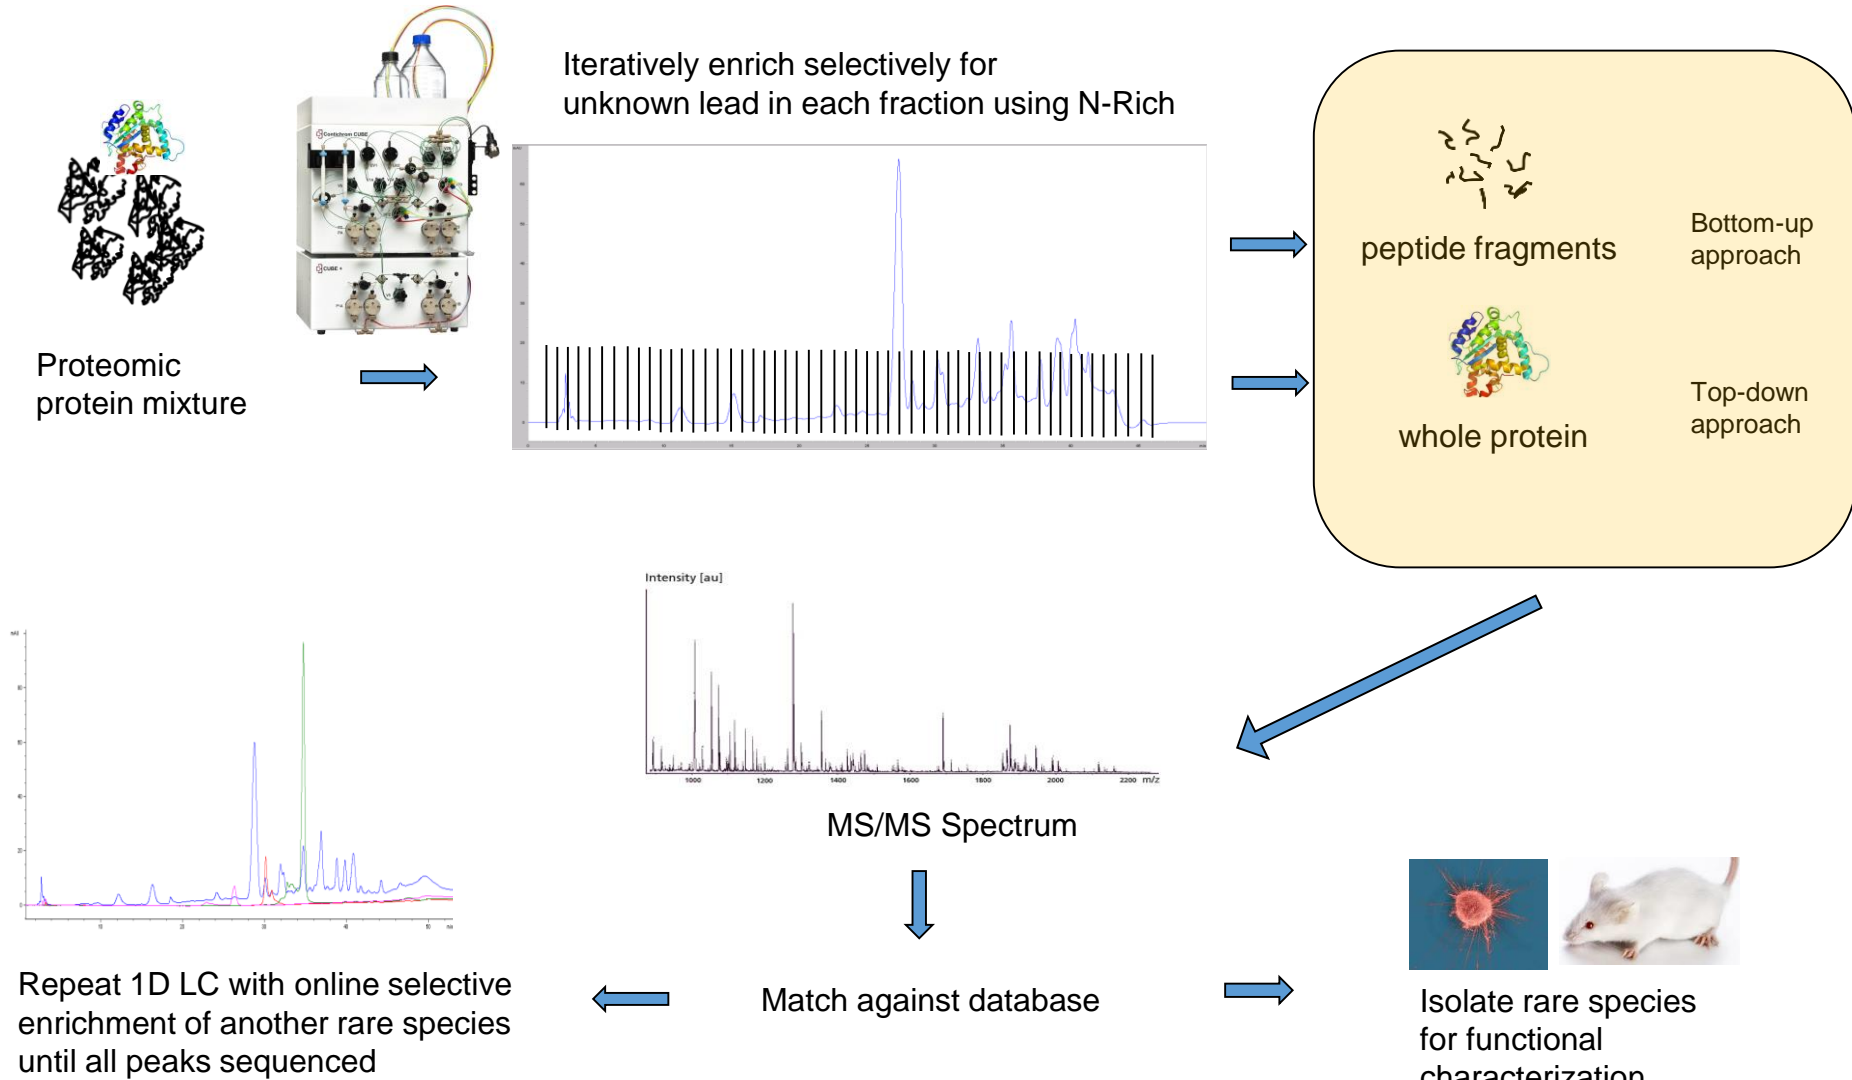 Iteratively enrich selectively for
unknown lead in each fraction using N-Rich
Contichrom CUBE
CUBE +
Proteomic
protein mixture
peptide fragments
Bottom-up
approach
whole protein
Top-down
approach
Intensity [au]
1000 1200 1400 1600 1800 2000 2200 m/z
MS/MS Spectrum
Match against database
Repeat 1D LC with online selective
enrichment of another rare species
until all peaks sequenced
Isolate rare species
for functional
characterization